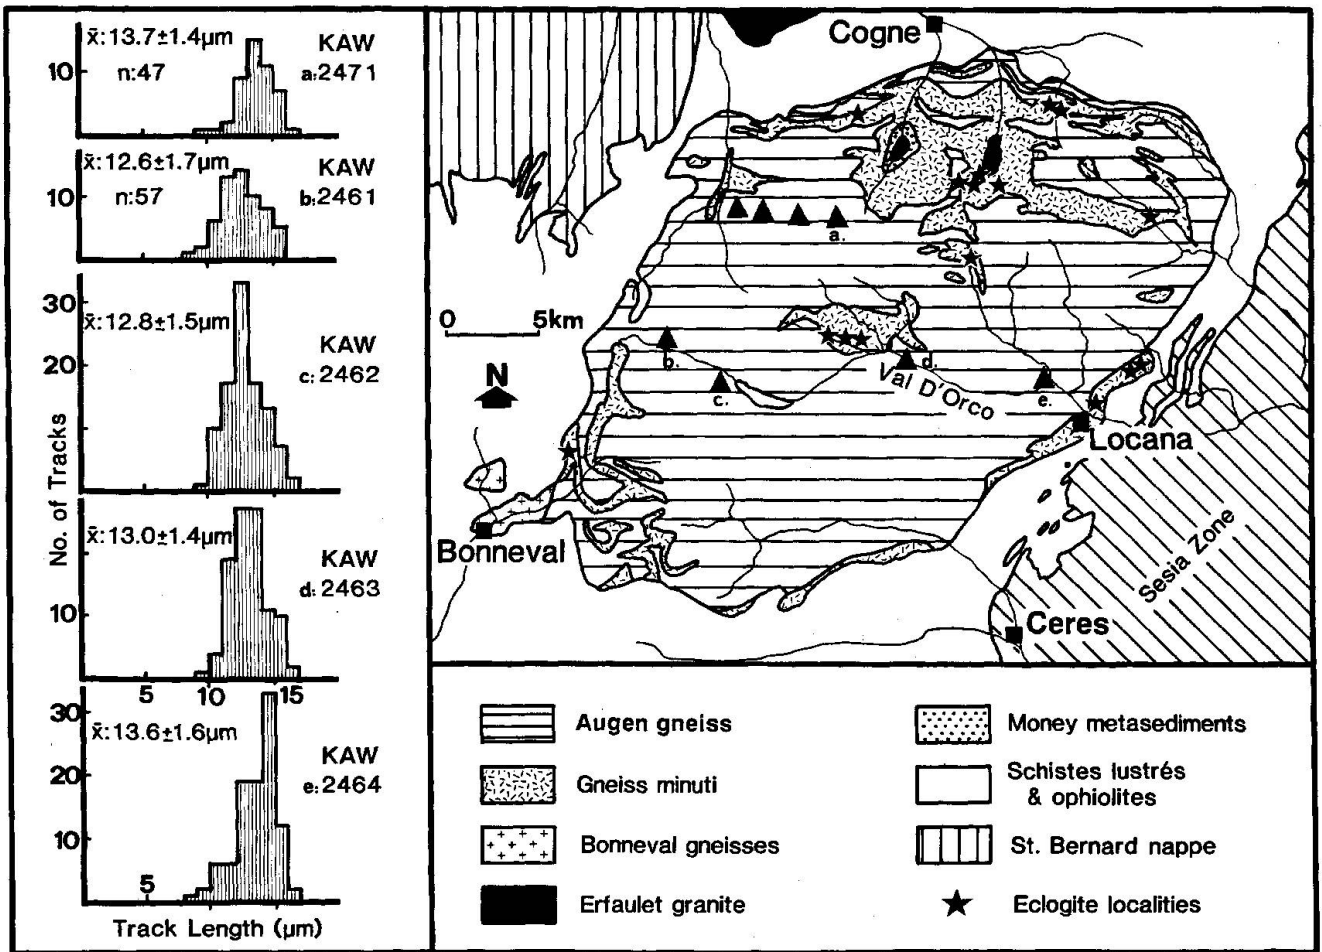 x̄:13.7±1.4µm
n:47
KAW
a:2471
10
x̄:12.6±1.7µm
n:57
KAW
b:2461
10
x̄:12.8±1.5µm
KAW
c:2462
30
20
x̄:13.0±1.4µm
KAW
d:2463
10
5 10 15
x̄:13.6±1.6µm
KAW
e:2464
30
20
10
5
No. of Tracks
Track Length (µm)
Cogne
a.
0 5km
N
b.
c.
d.
Val D'Orco
e.
Locana
Bonneval
Sesia Zone
Ceres
Augen gneiss
Gneiss minuti
Bonneval gneisses
Erfaulet granite
Money metasediments
Schistes lustrés
& ophiolites
St. Bernard nappe
Eclogite localities